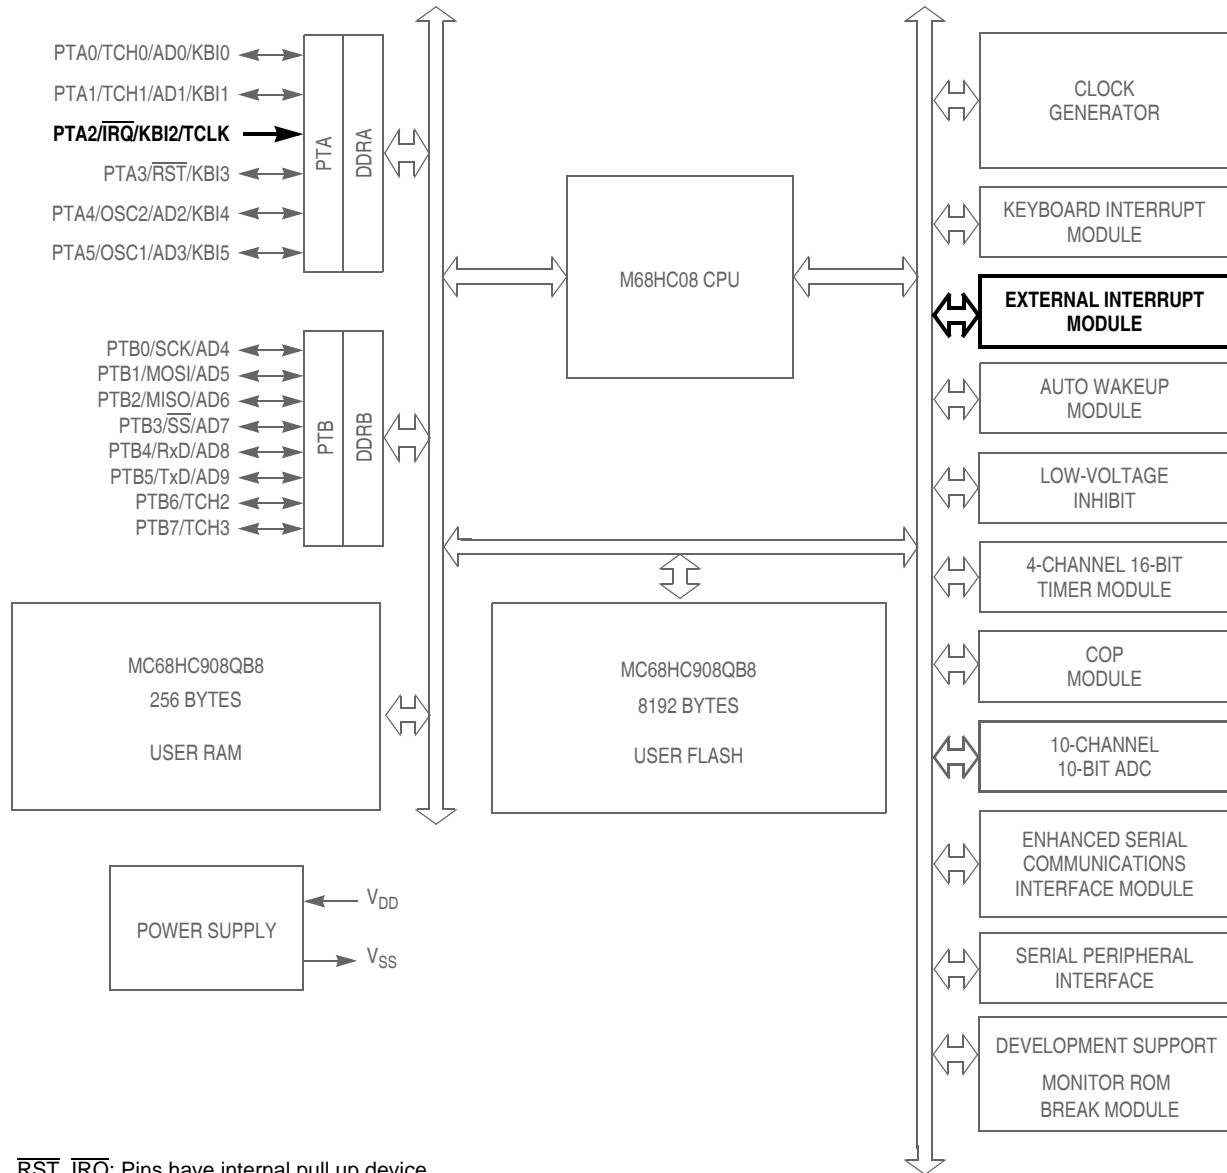 PTA0/TCH0/AD0/KBI0
PTA1/TCH1/AD1/KBI1
PTA2/IRQ/KBI2/TCLK
PTA3/RST/KBI3
PTA4/OSC2/AD2/KBI4
PTA5/OSC1/AD3/KBI5
PTA
DDRA
PTB0/SCK/AD4
PTB1/MOSI/AD5
PTB2/MISO/AD6
PTB3/SS/AD7
PTB4/RxD/AD8
PTB5/TxD/AD9
PTB6/TCH2
PTB7/TCH3
PTB
DDRB
M68HC08 CPU
MC68HC908QB8
256 BYTES
USER RAM
MC68HC908QB8
8192 BYTES
USER FLASH
POWER SUPPLY
VDD
VSS
CLOCK
GENERATOR
KEYBOARD INTERRUPT
MODULE
EXTERNAL INTERRUPT
MODULE
AUTO WAKEUP
MODULE
LOW-VOLTAGE
INHIBIT
4-CHANNEL 16-BIT
TIMER MODULE
COP
MODULE
10-CHANNEL
10-BIT ADC
ENHANCED SERIAL
COMMUNICATIONS
INTERFACE MODULE
SERIAL PERIPHERAL
INTERFACE
DEVELOPMENT SUPPORT
MONITOR ROM
BREAK MODULE
RST, IRQ: Pins have internal pull up device